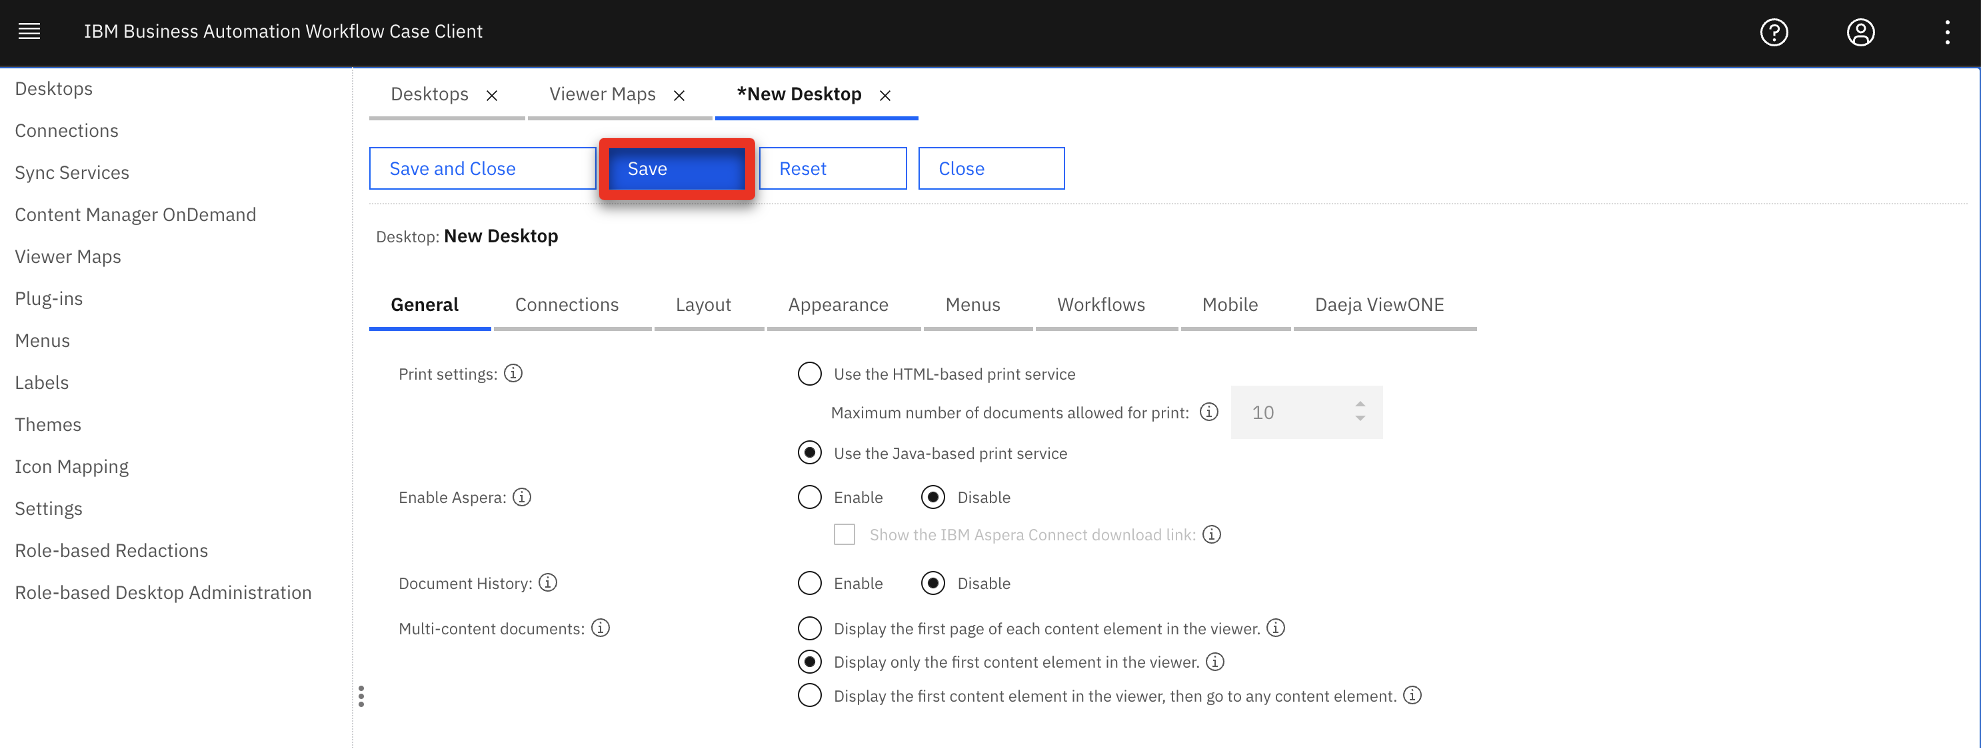 IBM Business Automation Workflow Case Client
Desktops
Connections
Sync Services
Content Manager OnDemand
Viewer Maps
Plug-ins
Menus
Labels
Themes
Icon Mapping
Settings
Role-based Redactions
Role-based Desktop Administration
Desktops Viewer Maps *New Desktop
Save and Close Save Reset Close
Desktop: New Desktop
General Connections Layout Appearance Menus Workflows Mobile Daeja ViewONE
Print settings: Use the HTML-based print service
Maximum number of documents allowed for print: 10
Use the Java-based print service
Enable Aspera: Enable Disable
Show the IBM Aspera Connect download link:
Document History: Enable Disable
Multi-content documents: Display the first page of each content element in the viewer.
Display only the first content element in the viewer.
Display the first content element in the viewer, then go to any content element.